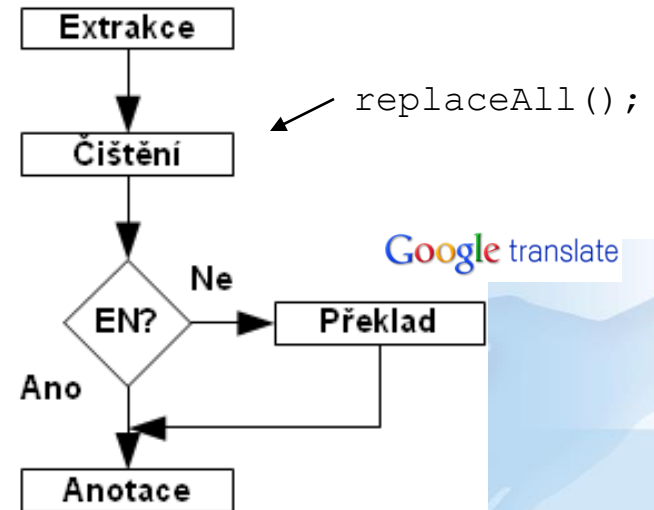 Extrakce
replaceAll();
Čištění
Google translate
Ne
EN?
Překlad
Ano
Anotace